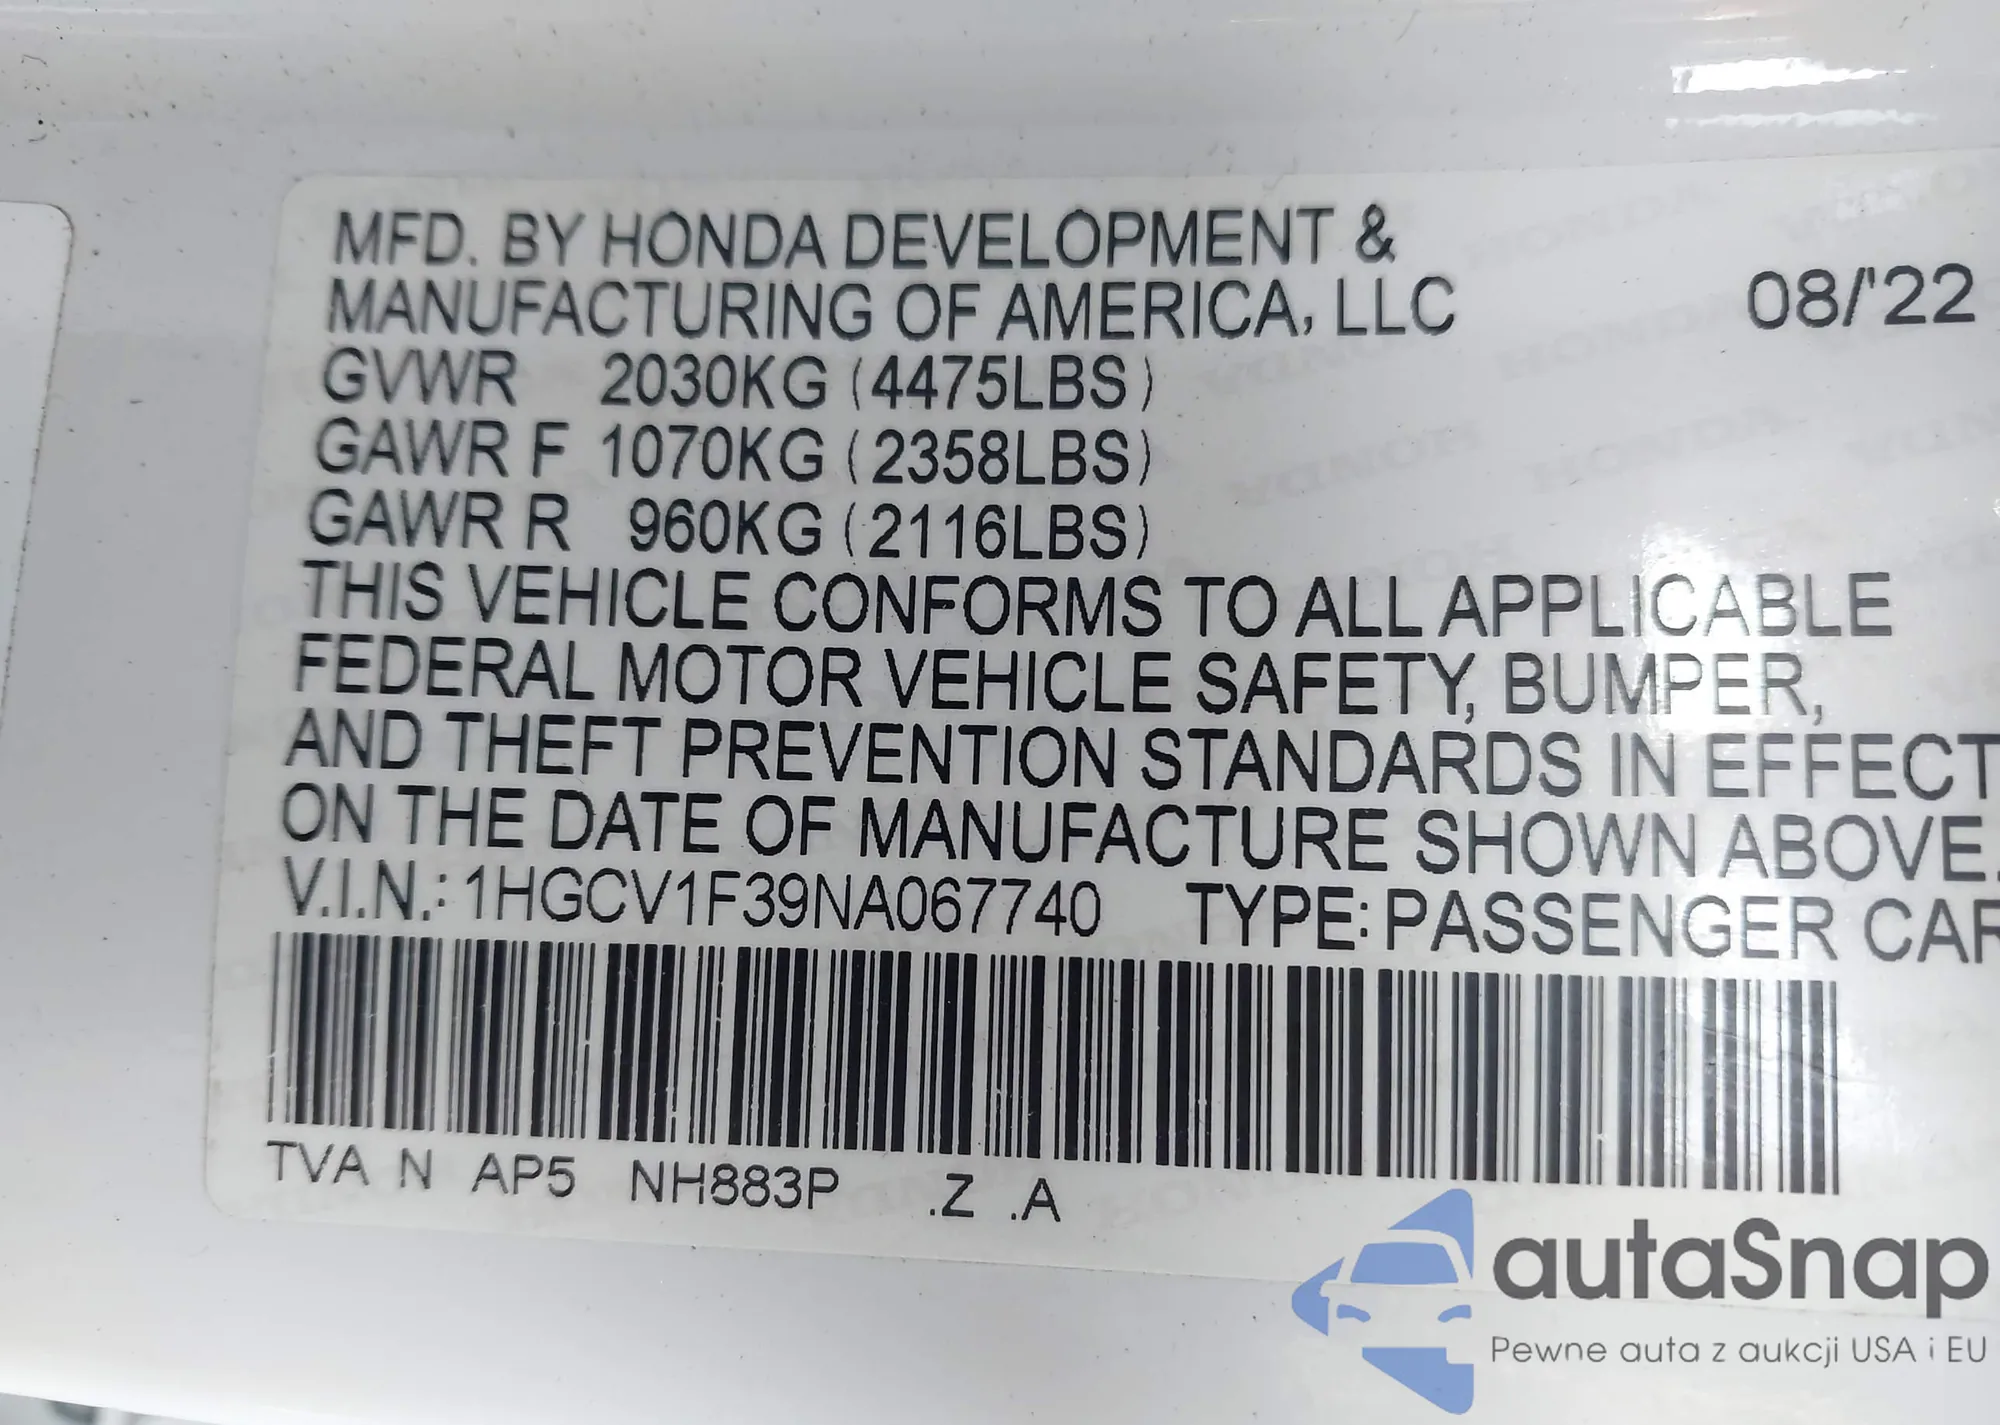 MFD. BY HONDA DEVELOPMENT &
MANUFACTURING OF AMERICA, LLC 08/'22
GVWR 2030KG (4475LBS)
GAWR F 1070KG (2358LBS)
GAWR R 960KG (2116LBS)
THIS VEHICLE CONFORMS TO ALL APPLICABLE
FEDERAL MOTOR VEHICLE SAFETY, BUMPER,
AND THEFT PREVENTION STANDARDS IN EFFECT
ON THE DATE OF MANUFACTURE SHOWN ABOVE.
V.I.N.: 1HGCV1F39NA067740 TYPE: PASSENGER CAR
TVA N AP5 NH883P .Z .A
autaSnap
Pewne auta z aukcji USA i EU